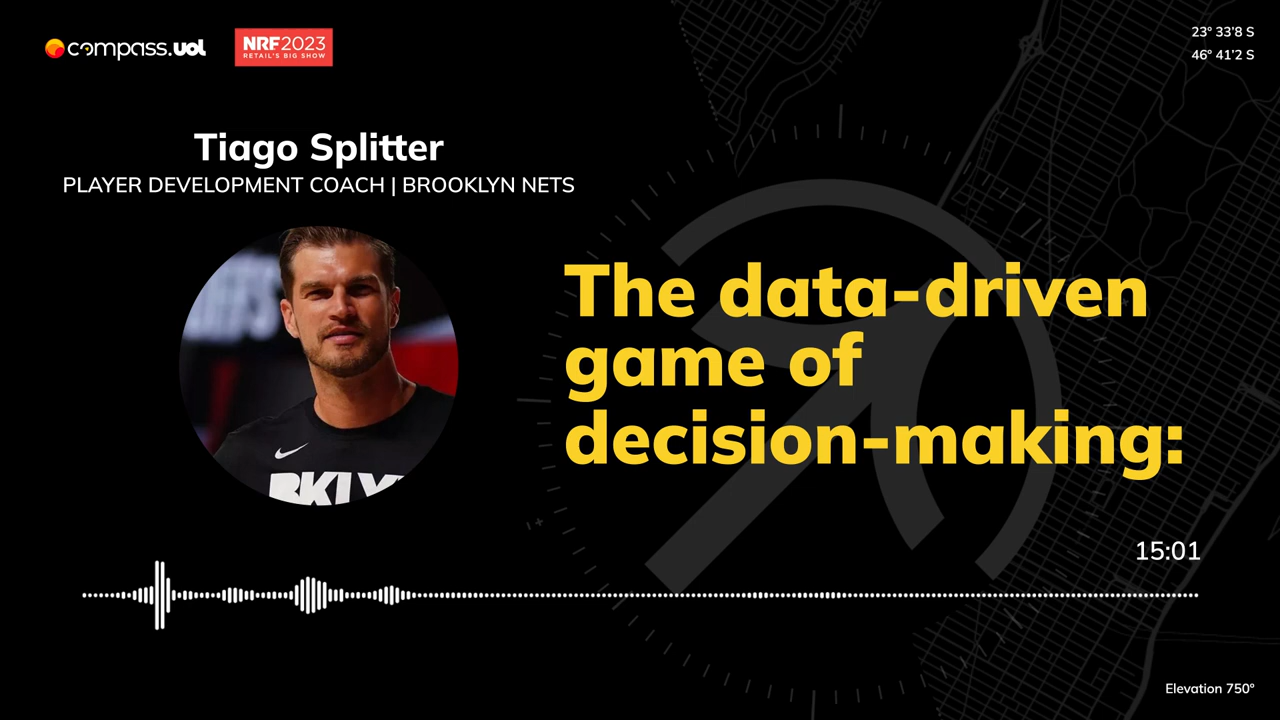 compass.uol
NRF2023
RETAIL'S BIG SHOW
23° 33'8 S
46° 41'2 S
Tiago Splitter
PLAYER DEVELOPMENT COACH | BROOKLYN NETS
BKLY
The data-driven
game of
decision-making:
15:01
Elevation 750°